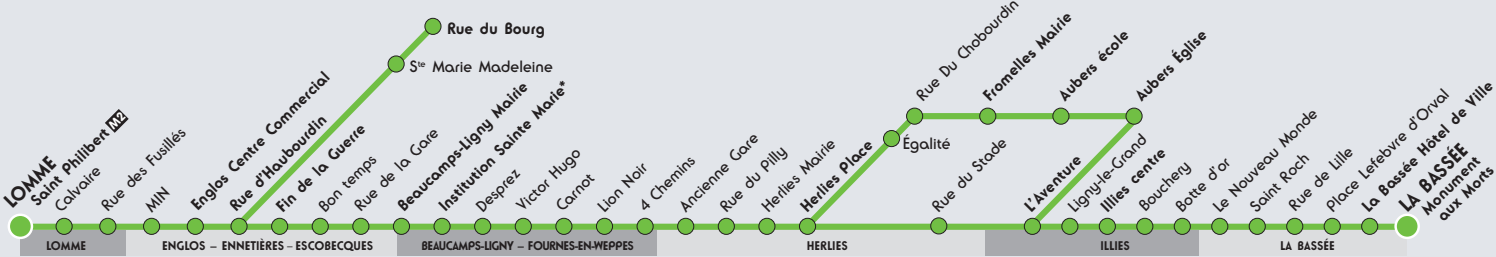 Rue du Bourg
Ste Marie Madeleine
LOMME
Saint Philibert M2
Calvaire
Rue des Fusillés
MIN
Englos Centre Commercial
Rue d'Haubourdin
Fin de la Guerre
Bon temps
Rue de la Gare
Beaucamps-Ligny Mairie
Institution Sainte Marie*
Desprez
Victor Hugo
Carnot
Lion Noir
4 Chemins
Ancienne Gare
Rue du Pilly
Herlies Mairie
Herlies Place
Égalité
Rue Du Chobourdin
Fromelles Mairie
Aubers école
Aubers Église
Rue du Stade
L'Aventure
Ligny-le-Grand
Illies centre
Bouchery
Botte d'or
Le Nouveau Monde
Saint Roch
Rue de Lille
Place Lefebvre d'Orval
La Bassée Hôtel de Ville
LA BASSÉE
Monument
aux Morts
LOMME
ENGLOS – ENNETIÈRES – ESCOBECQUES
BEAUCAMPS-LIGNY – FOURNES-EN-WEPPES
HERLIES
ILLIES
LA BASSÉE